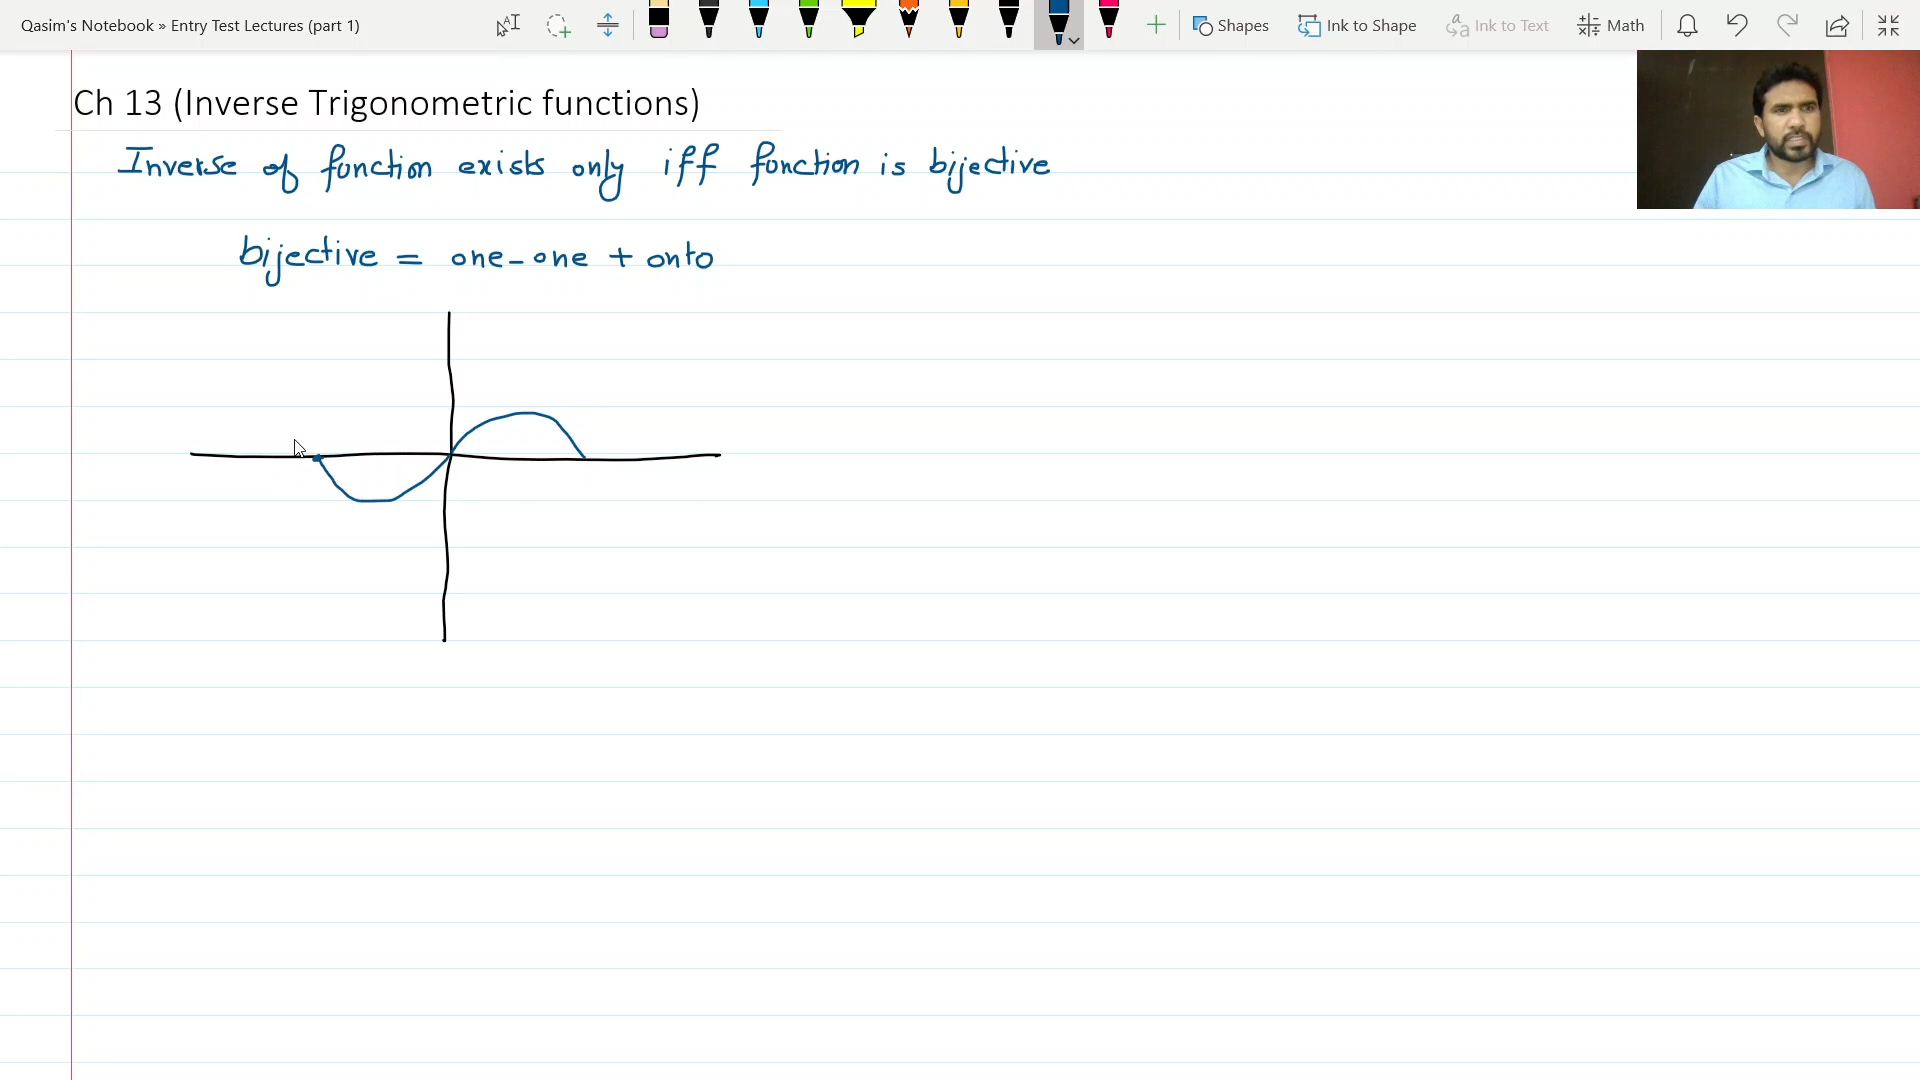 Qasim's Notebook » Entry Test Lectures (part 1)
Shapes
Ink to Shape
Ink to Text
Math
Ch 13 (Inverse Trigonometric functions)
Inverse of function exists only iff function is bijective
bijective = one-one + onto